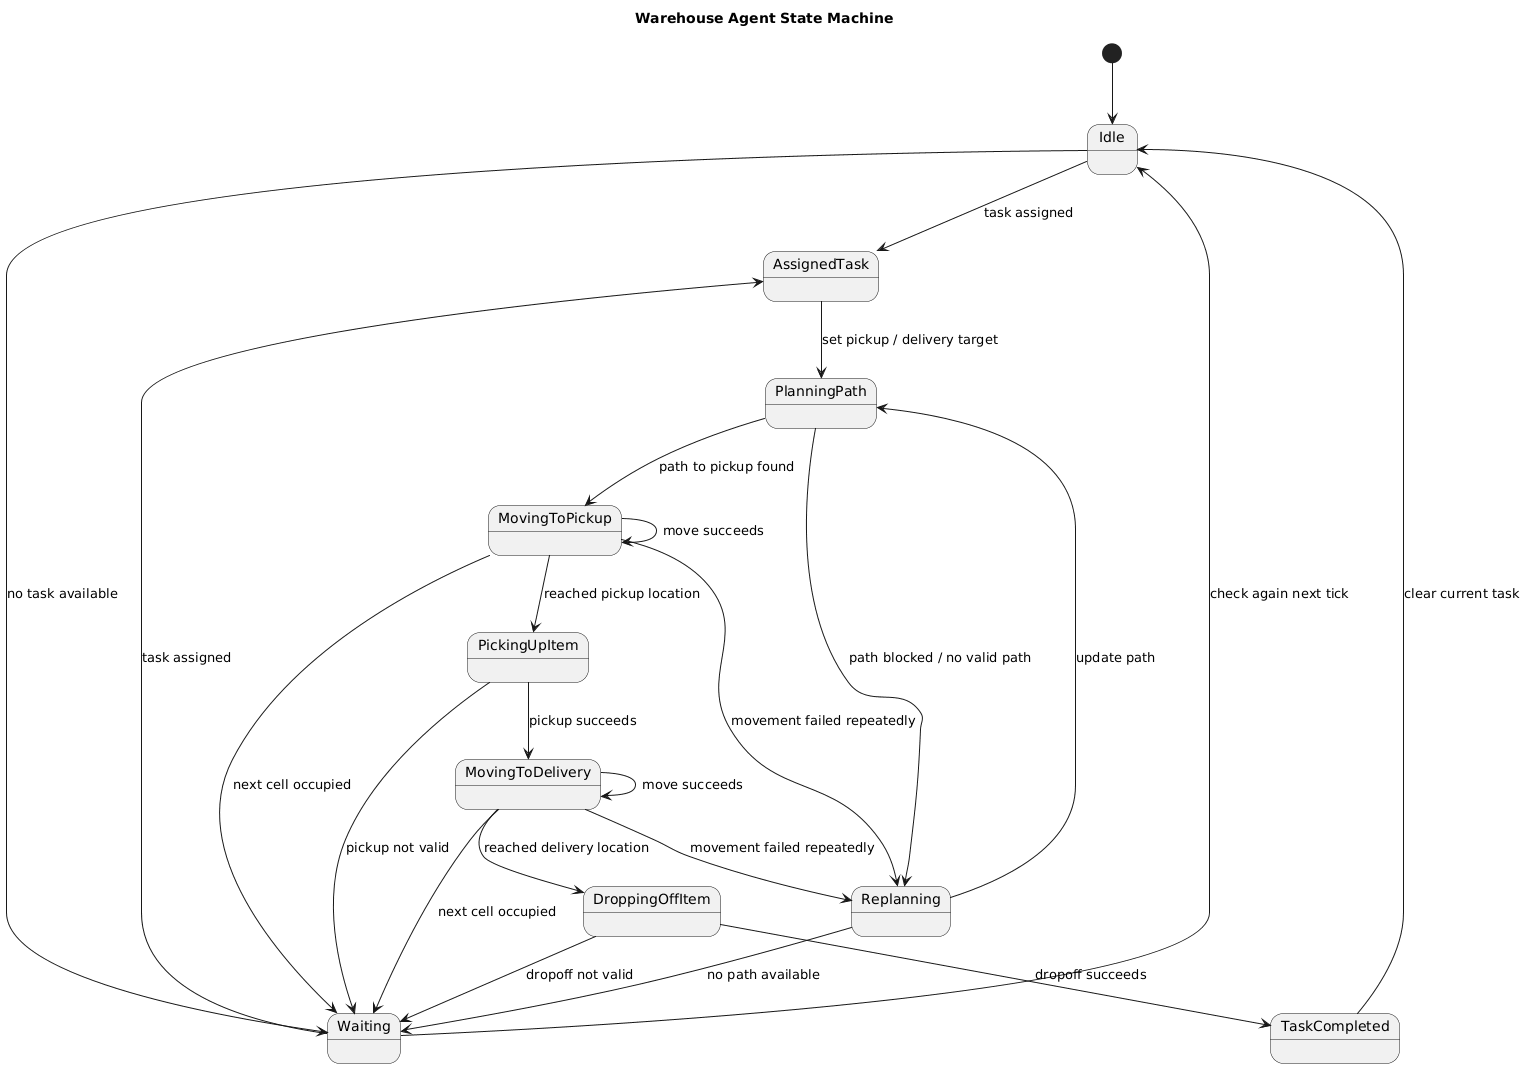 Warehouse Agent State Machine
Idle
task assigned
AssignedTask
set pickup / delivery target
PlanningPath
path to pickup found
MovingToPickup
move succeeds
no task available
reached pickup location
check again next tick
clear current task
PickingUpItem
task assigned
path blocked / no valid path
update path
pickup succeeds
movement failed repeatedly
MovingToDelivery
next cell occupied
move succeeds
pickup not valid
reached delivery location
movement failed repeatedly
DroppingOffItem
Replanning
next cell occupied
dropoff not valid
no path available
dropoff succeeds
Waiting
TaskCompleted